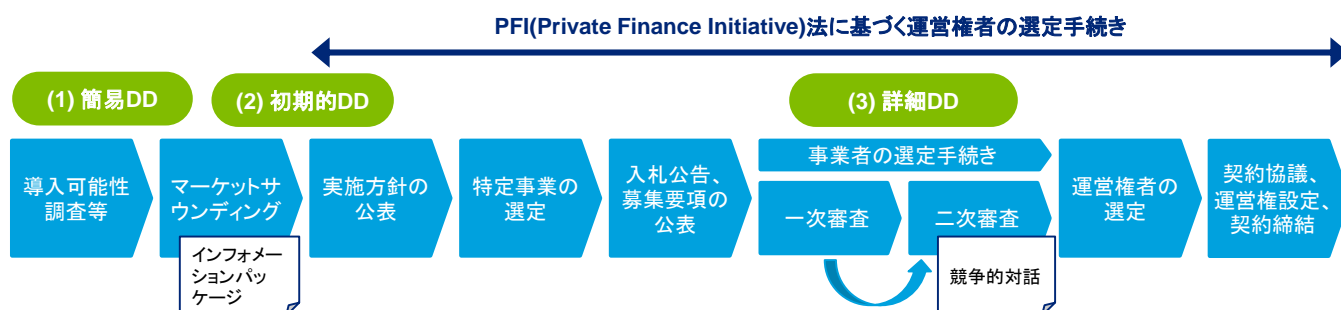 PFI(Private Finance Initiative)法に基づく運営権者の選定手続き
(1) 簡易DD
(2) 初期的DD
(3) 詳細DD
導入可能性
調査等
マーケットサ
ウンディング
インフォメー
ションパッ
ケージ
実施方針の
公表
特定事業の
選定
入札公告、
募集要項の
公表
事業者の選定手続き
一次審査
二次審査
競争的対話
運営権者の
選定
契約協議、
運営権設定、
契約締結